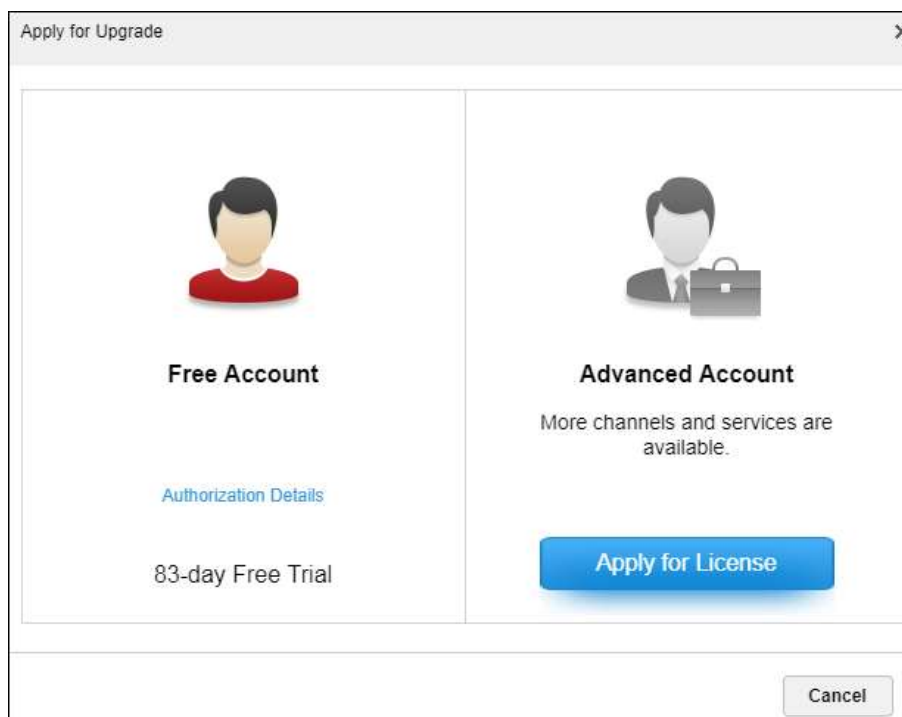 Apply for Upgrade
Free Account
Authorization Details
83-day Free Trial
Advanced Account
More channels and services are
available.
Apply for License
Cancel